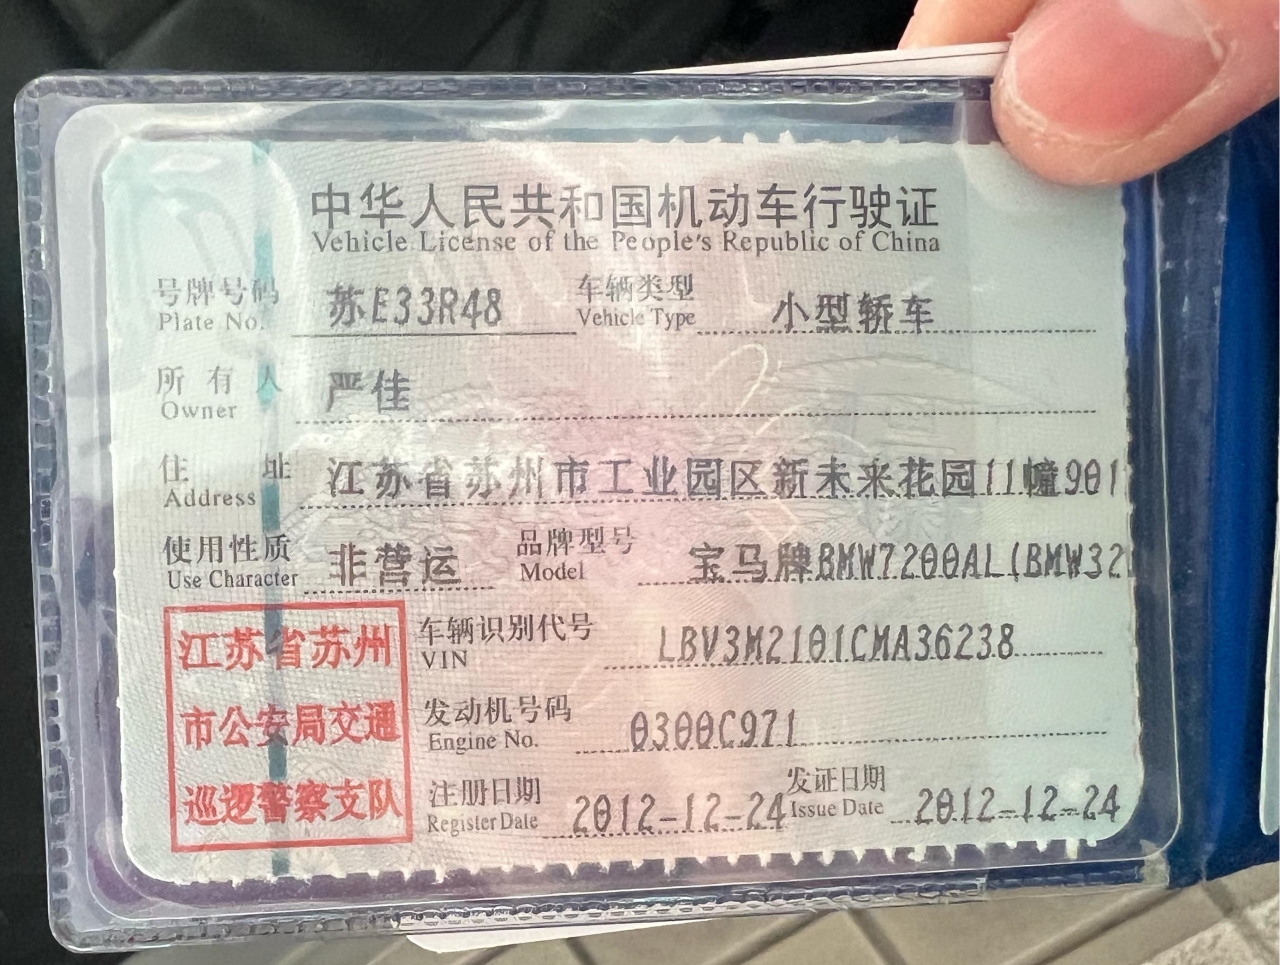 中华人民共和国机动车行驶证
Vehicle License of the People's Republic of China
号牌号码 苏E33R48 车辆类型 小型轿车
Plate No. Vehicle Type
所有人 严佳
Owner
住址 江苏省苏州市工业园区新未来花园11幢901
Address
使用性质 非营运 品牌型号 宝马牌BMW7200AL(BMW32
Use Character Model
江苏省苏州
市公安局交通
巡逻警察支队
车辆识别代号 LBV3M2101CMA36238
VIN
发动机号码 0300C971
Engine No.
注册日期 2012-12-24 发证日期 2012-12-24
Register Date Issue Date